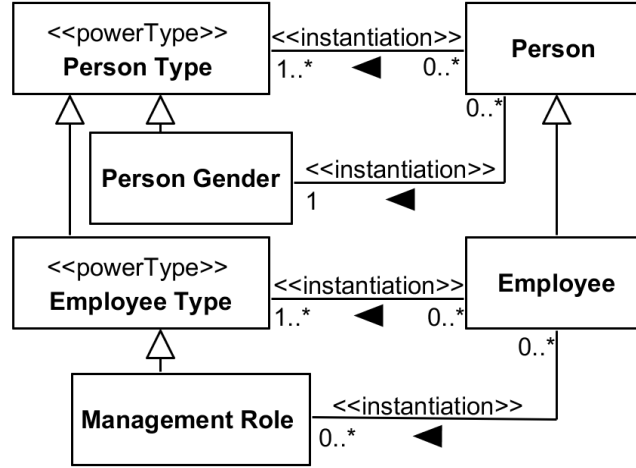 <<powerType>>
Person Type
<<instantiation>>
1..*
0..*
Person
0..*
Person Gender
<<instantiation>>
1
<<powerType>>
Employee Type
<<instantiation>>
1..*
0..*
Employee
0..*
Management Role
<<instantiation>>
0..*